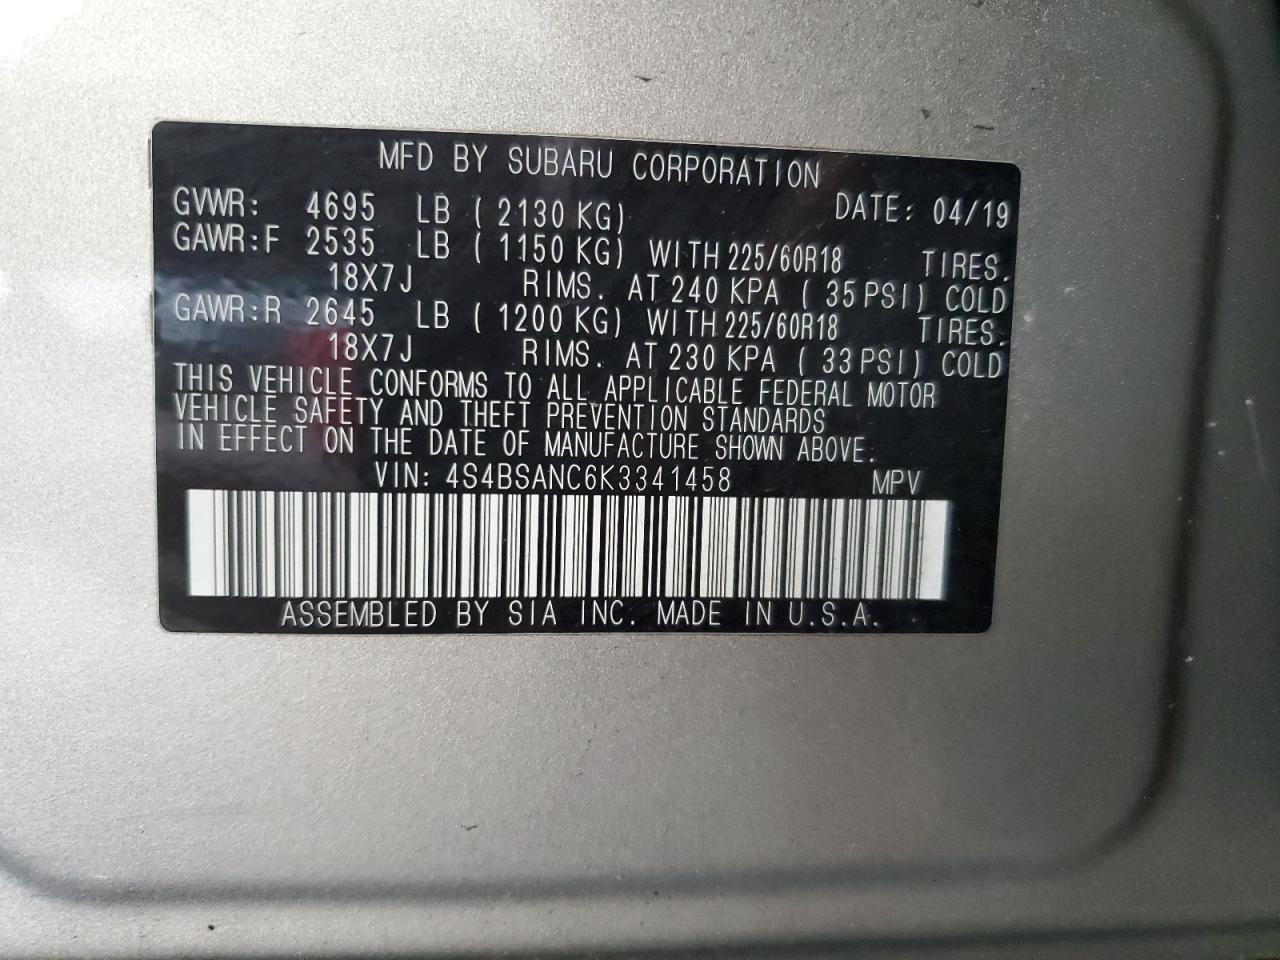 MFD BY SUBARU CORPORATION
GVWR: 4695 LB ( 2130 KG) DATE: 04/19
GAWR:F 2535 LB ( 1150 KG) WITH 225/60R18 TIRES.
18X7J RIMS. AT 240 KPA ( 35 PSI) COLD
GAWR:R 2645 LB ( 1200 KG) WITH 225/60R18 TIRES.
18X7J RIMS. AT 230 KPA ( 33 PSI) COLD
THIS VEHICLE CONFORMS TO ALL APPLICABLE FEDERAL MOTOR
VEHICLE SAFETY AND THEFT PREVENTION STANDARDS
IN EFFECT ON THE DATE OF MANUFACTURE SHOWN ABOVE.
VIN: 4S4BSANC6K3341458 MPV
ASSEMBLED BY SIA INC. MADE IN U.S.A.